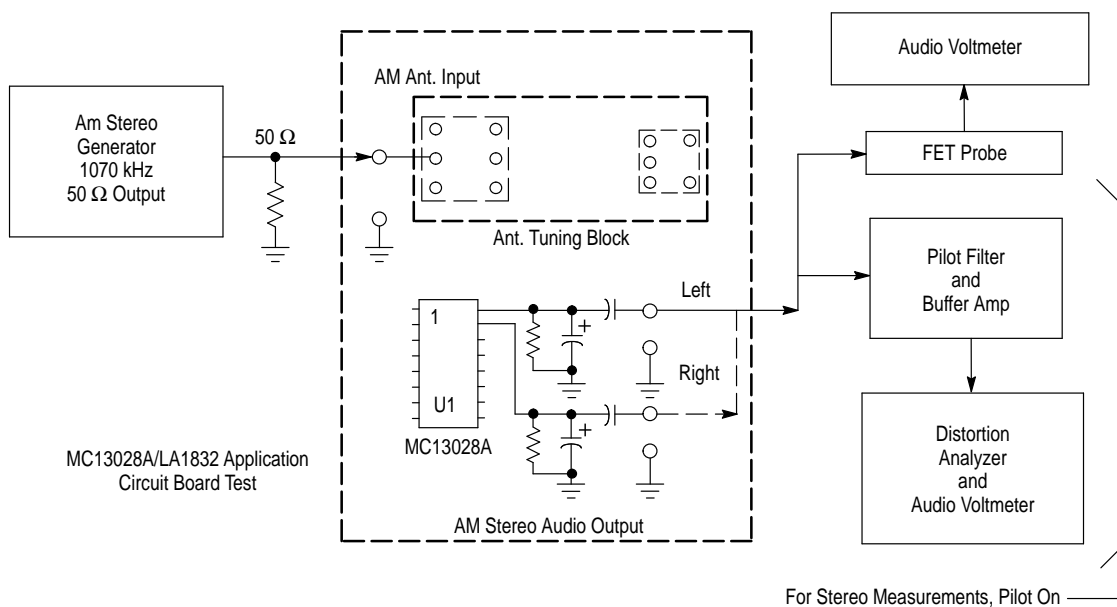 Audio Voltmeter
AM Ant. Input
Am Stereo
Generator
1070 kHz
50 Ω Output
50 Ω
FET Probe
Ant. Tuning Block
Pilot Filter
and
Buffer Amp
Left
1
+
Right
U1
+
MC13028A
MC13028A/LA1832 Application
Circuit Board Test
Distortion
Analyzer
and
Audio Voltmeter
AM Stereo Audio Output
For Stereo Measurements, Pilot On